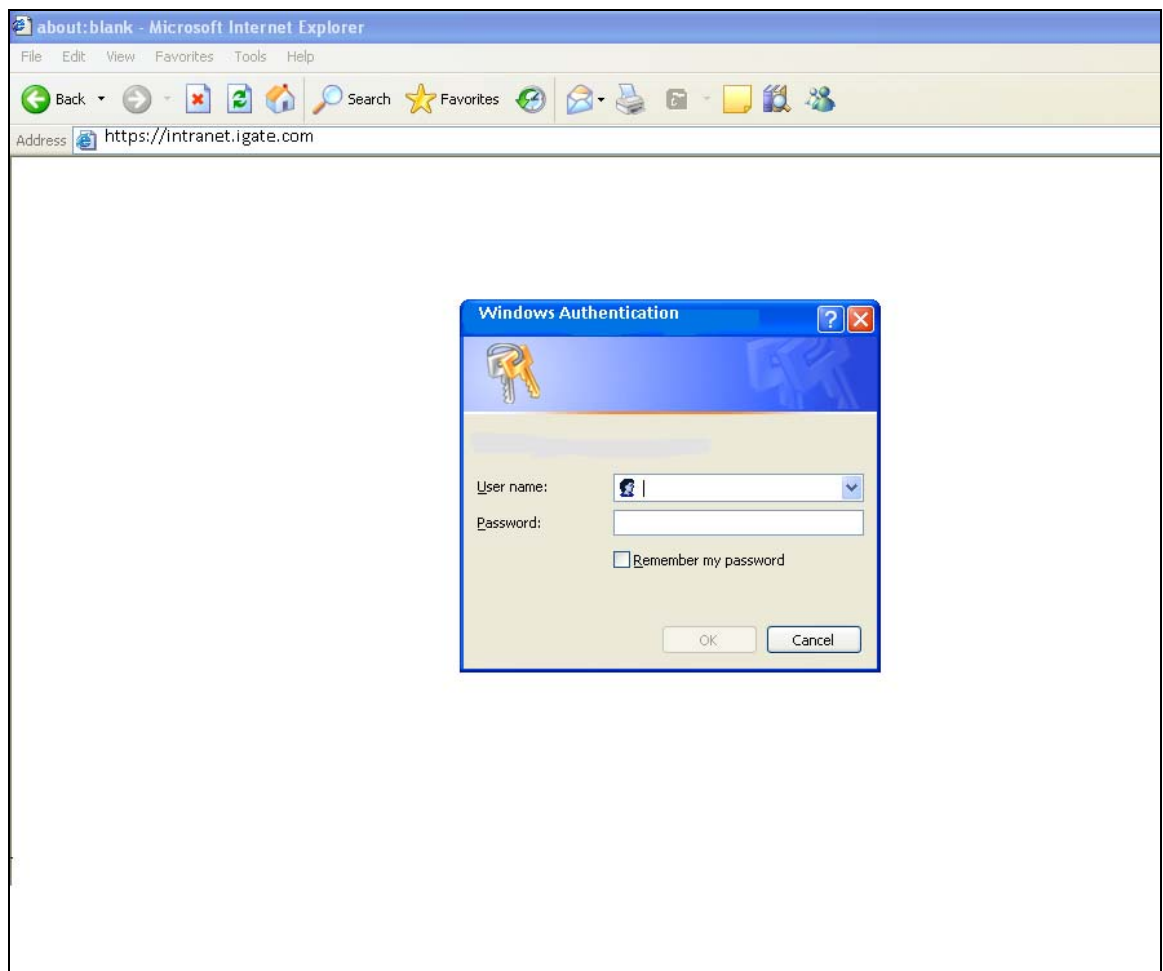 about:blank - Microsoft Internet Explorer
File Edit View Favorites Tools Help
Back Search Favorites
Address https://intranet.igate.com
Windows Authentication
User name:
Password:
Remember my password
OK Cancel